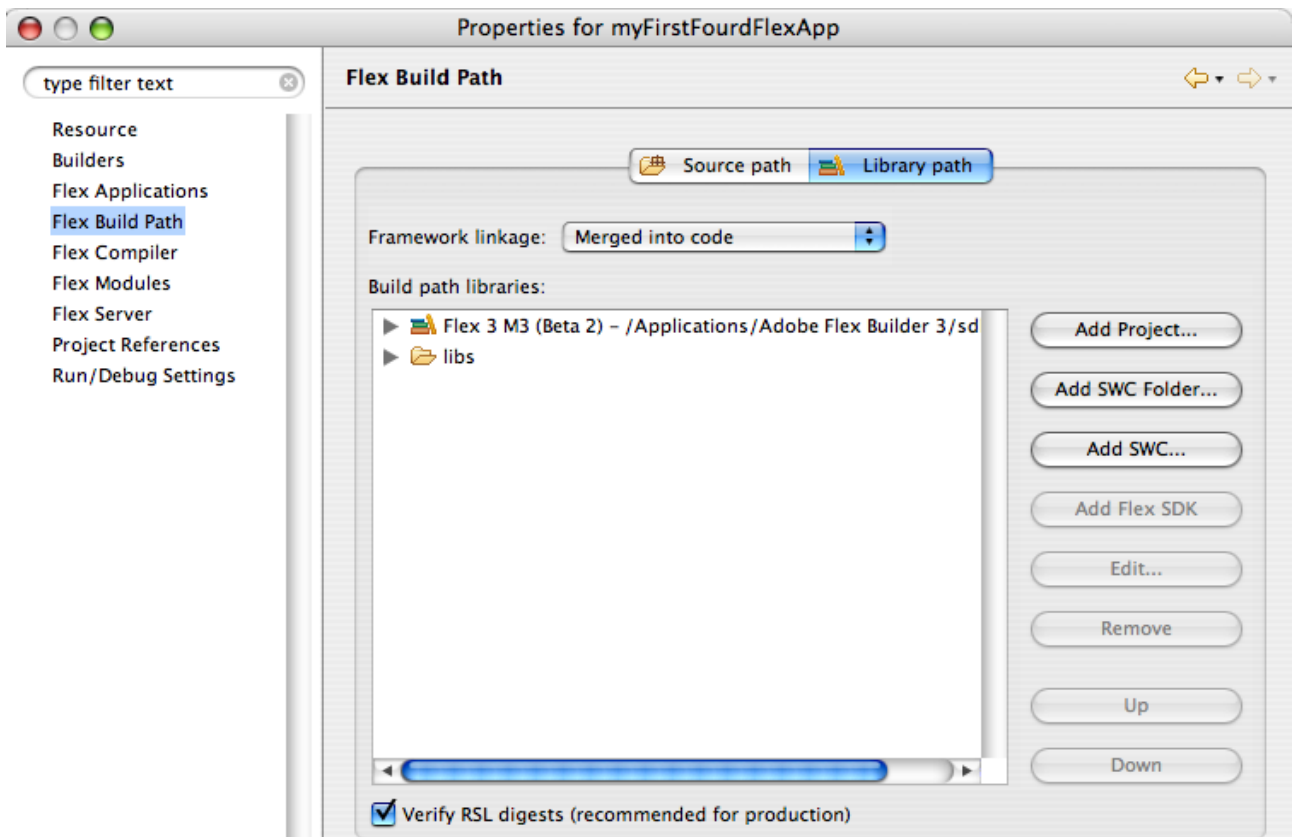 Properties for myFirstFourdFlexApp
type filter text
Resource
Builders
Flex Applications
Flex Build Path
Flex Compiler
Flex Modules
Flex Server
Project References
Run/Debug Settings
Flex Build Path
Source path
Library path
Framework linkage: Merged into code
Build path libraries:
Flex 3 M3 (Beta 2) – /Applications/Adobe Flex Builder 3/sd
libs
Add Project...
Add SWC Folder...
Add SWC...
Add Flex SDK
Edit...
Remove
Up
Down
Verify RSL digests (recommended for production)